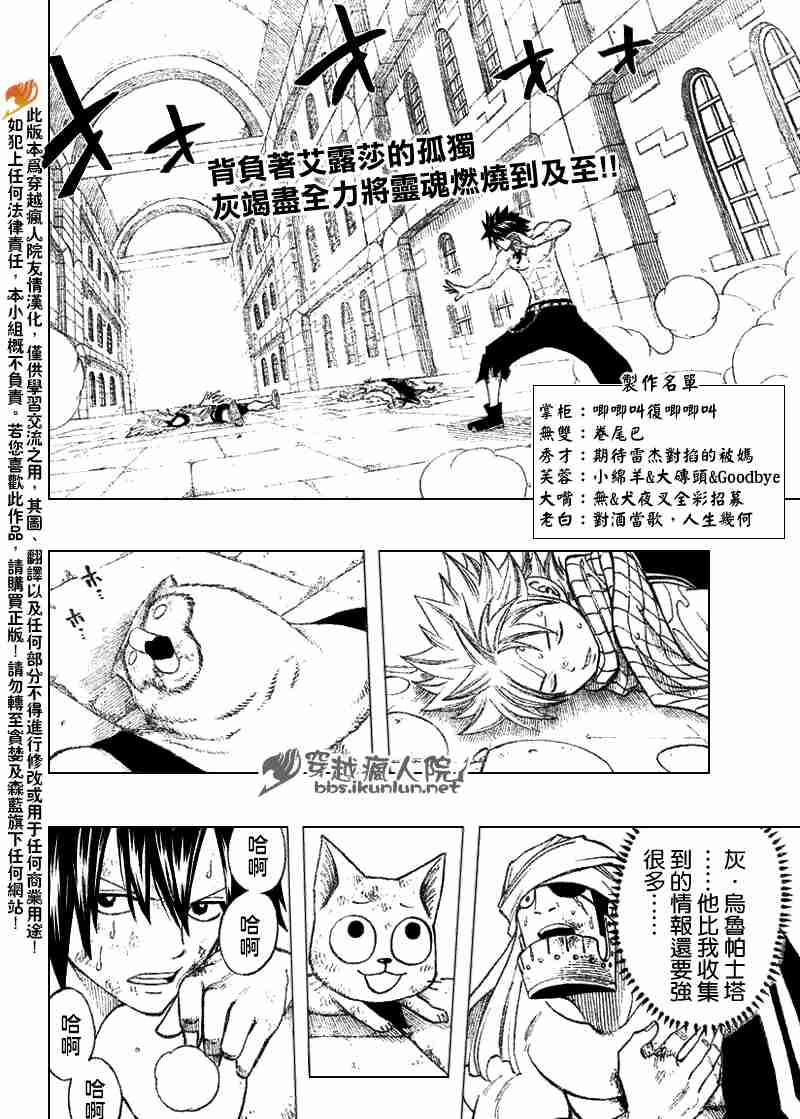 背負著艾露莎的孤獨
灰竭盡全力將靈魂燃燒到及至!!
製作名單
掌柜：唧唧叫復唧唧叫
無雙：卷尾巴
秀才：期待雷杰對掐的被媽
芙蓉：小綿羊&大磚頭&Goodbye
大嘴：無&犬夜叉全彩招募
老白：對酒當歌，人生幾何
此版本爲穿越瘋人院友情漢化，僅供學習交流之用，其圖、翻譯以及任何部分不得進行修改或用于任何商業用途！
如犯上任何法律責任，本小組概不負責。若您喜歡此作品，請購買正版！請勿轉至貪婪及森藍旗下任何網站！
ホ
ホ
穿越瘋人院
bbs.ikunlun.net
灰．烏魯帕士塔
……他比我收集
到的情報還要強
很多……
哈啊
哈啊
哈啊
哈啊